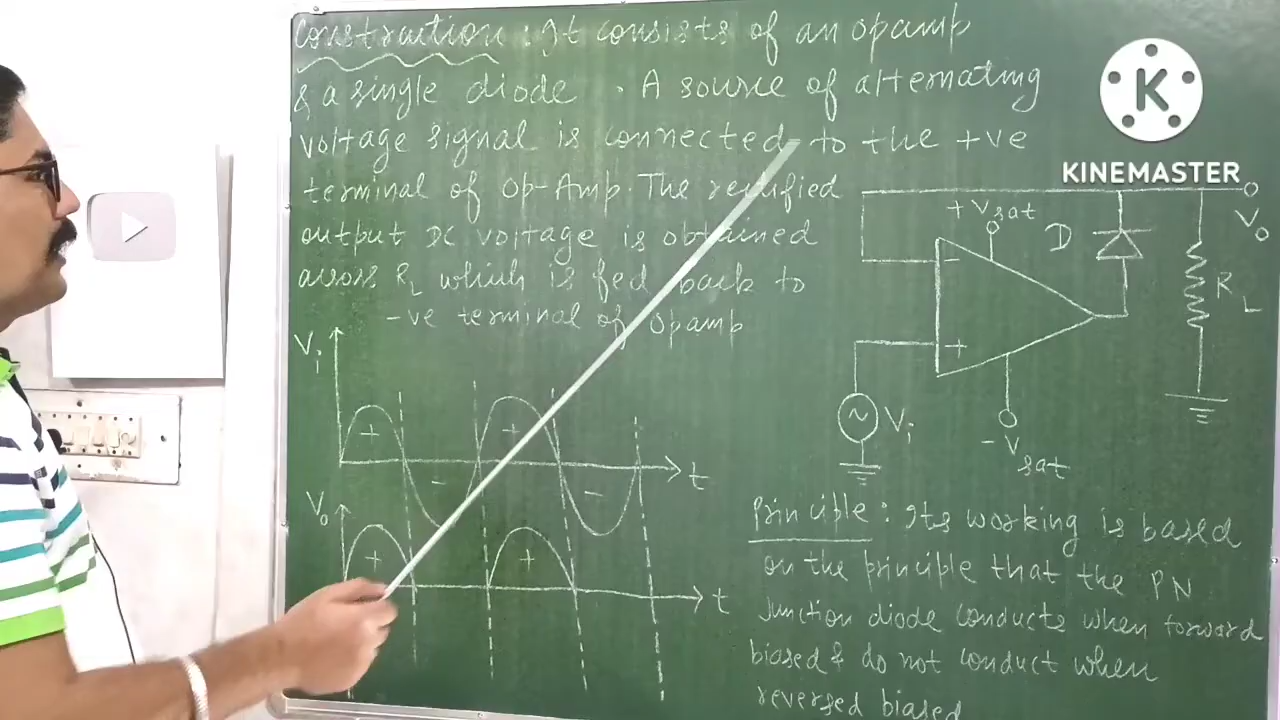 Construction : It consists of an opamp
& a single diode . A source of alternating
voltage signal is connected to the +ve
terminal of Op-Amp. The rectified
output DC voltage is obtained
across RL which is fed back to
-ve terminal of opamp
K
KINEMASTER
+Vsat
D
Vo
RL
-
+
Vi
-Vsat
Vi
+
-
+
-
t
Vo
+
+
t
Principle : Its working is based
on the principle that the PN
Junction diode conducts when forward
biased & do not conduct when
reversed biased